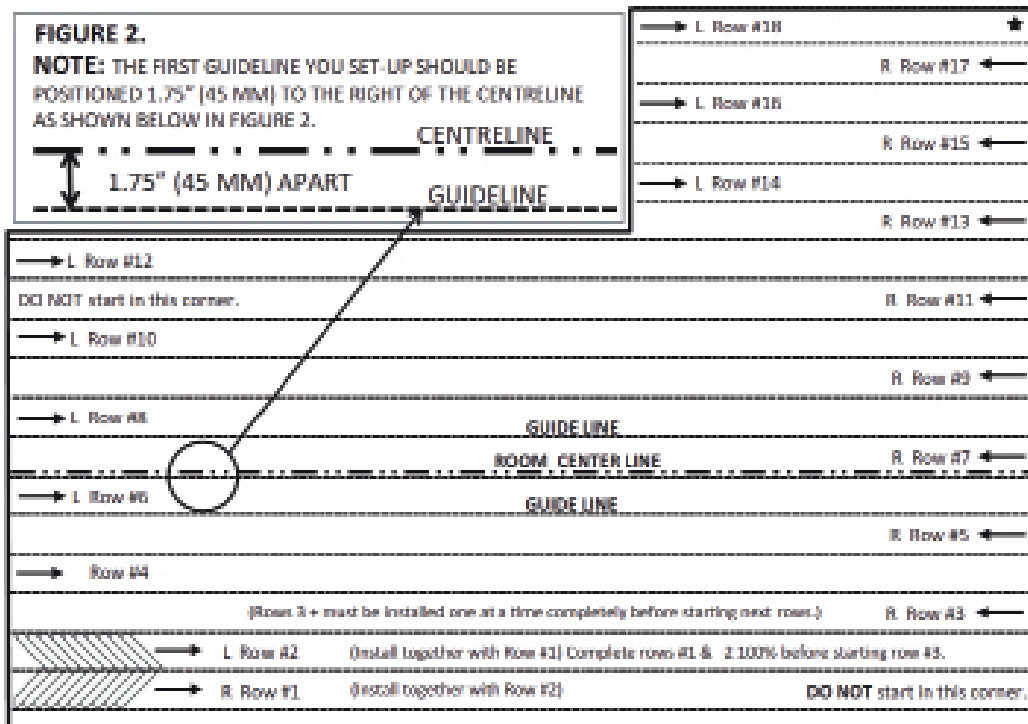 FIGURE 2.
NOTE: THE FIRST GUIDELINE YOU SET-UP SHOULD BE
POSITIONED 1.75" (45 MM) TO THE RIGHT OF THE CENTRELINE
AS SHOWN BELOW IN FIGURE 2.
CENTRELINE
1.75" (45 MM) APART
GUIDELINE
L Row #18
R Row #17
L Row #16
R Row #15
L Row #14
R Row #13
L Row #12
DO NOT start in this corner.
R Row #11
L Row #10
R Row #9
L Row #8
GUIDE LINE
ROOM CENTER LINE
R Row #7
L Row #6
GUIDE LINE
R Row #5
Row #4
(Rows 3 + must be installed one at a time completely before starting next rows.)
R Row #3
L Row #2
(Install together with Row #1) Complete rows #1 & 2 100% before starting row #3.
R Row #1
(Install together with Row #2)
DO NOT start in this corner.